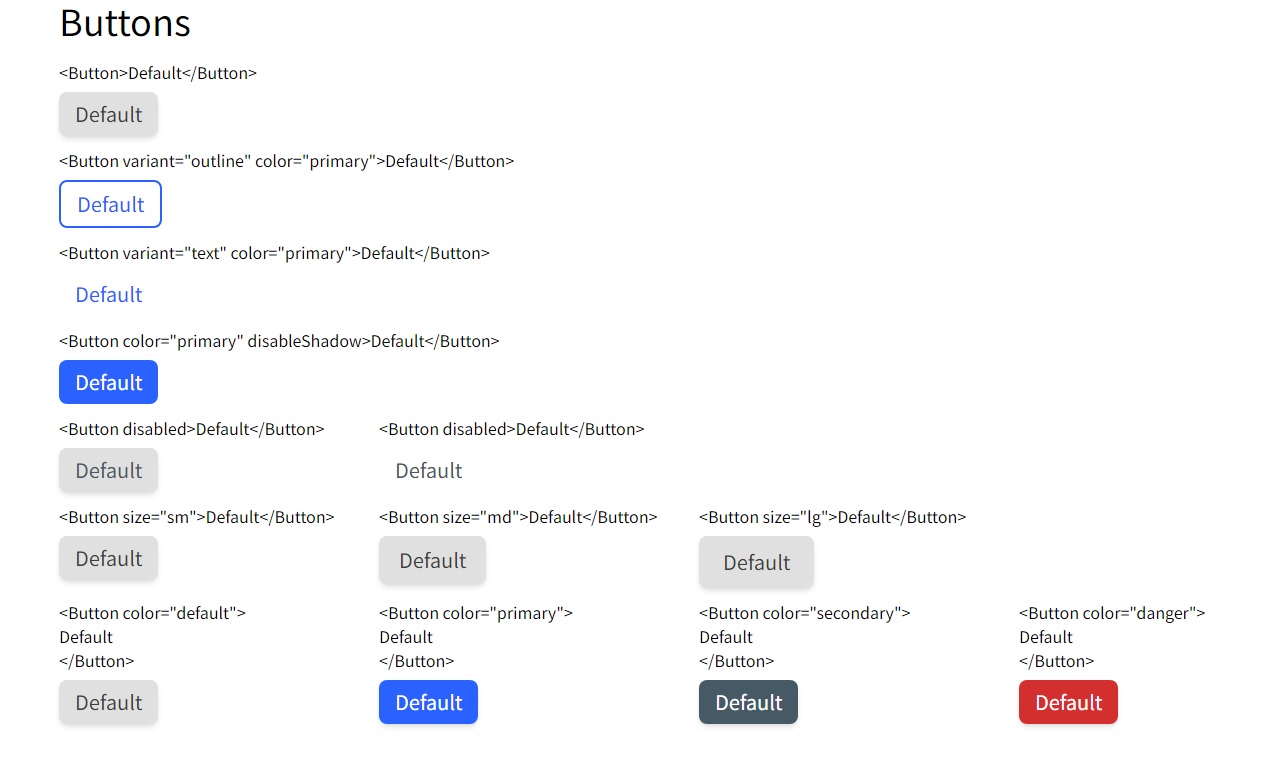 Buttons
<Button>Default</Button>
Default
<Button variant="outline" color="primary">Default</Button>
Default
<Button variant="text" color="primary">Default</Button>
Default
<Button color="primary" disableShadow>Default</Button>
Default
<Button disabled>Default</Button> <Button disabled>Default</Button>
Default Default
<Button size="sm">Default</Button> <Button size="md">Default</Button> <Button size="lg">Default</Button>
Default Default Default
<Button color="default"> <Button color="primary"> <Button color="secondary"> <Button color="danger">
Default Default Default Default
</Button> </Button> </Button> </Button>
Default Default Default Default